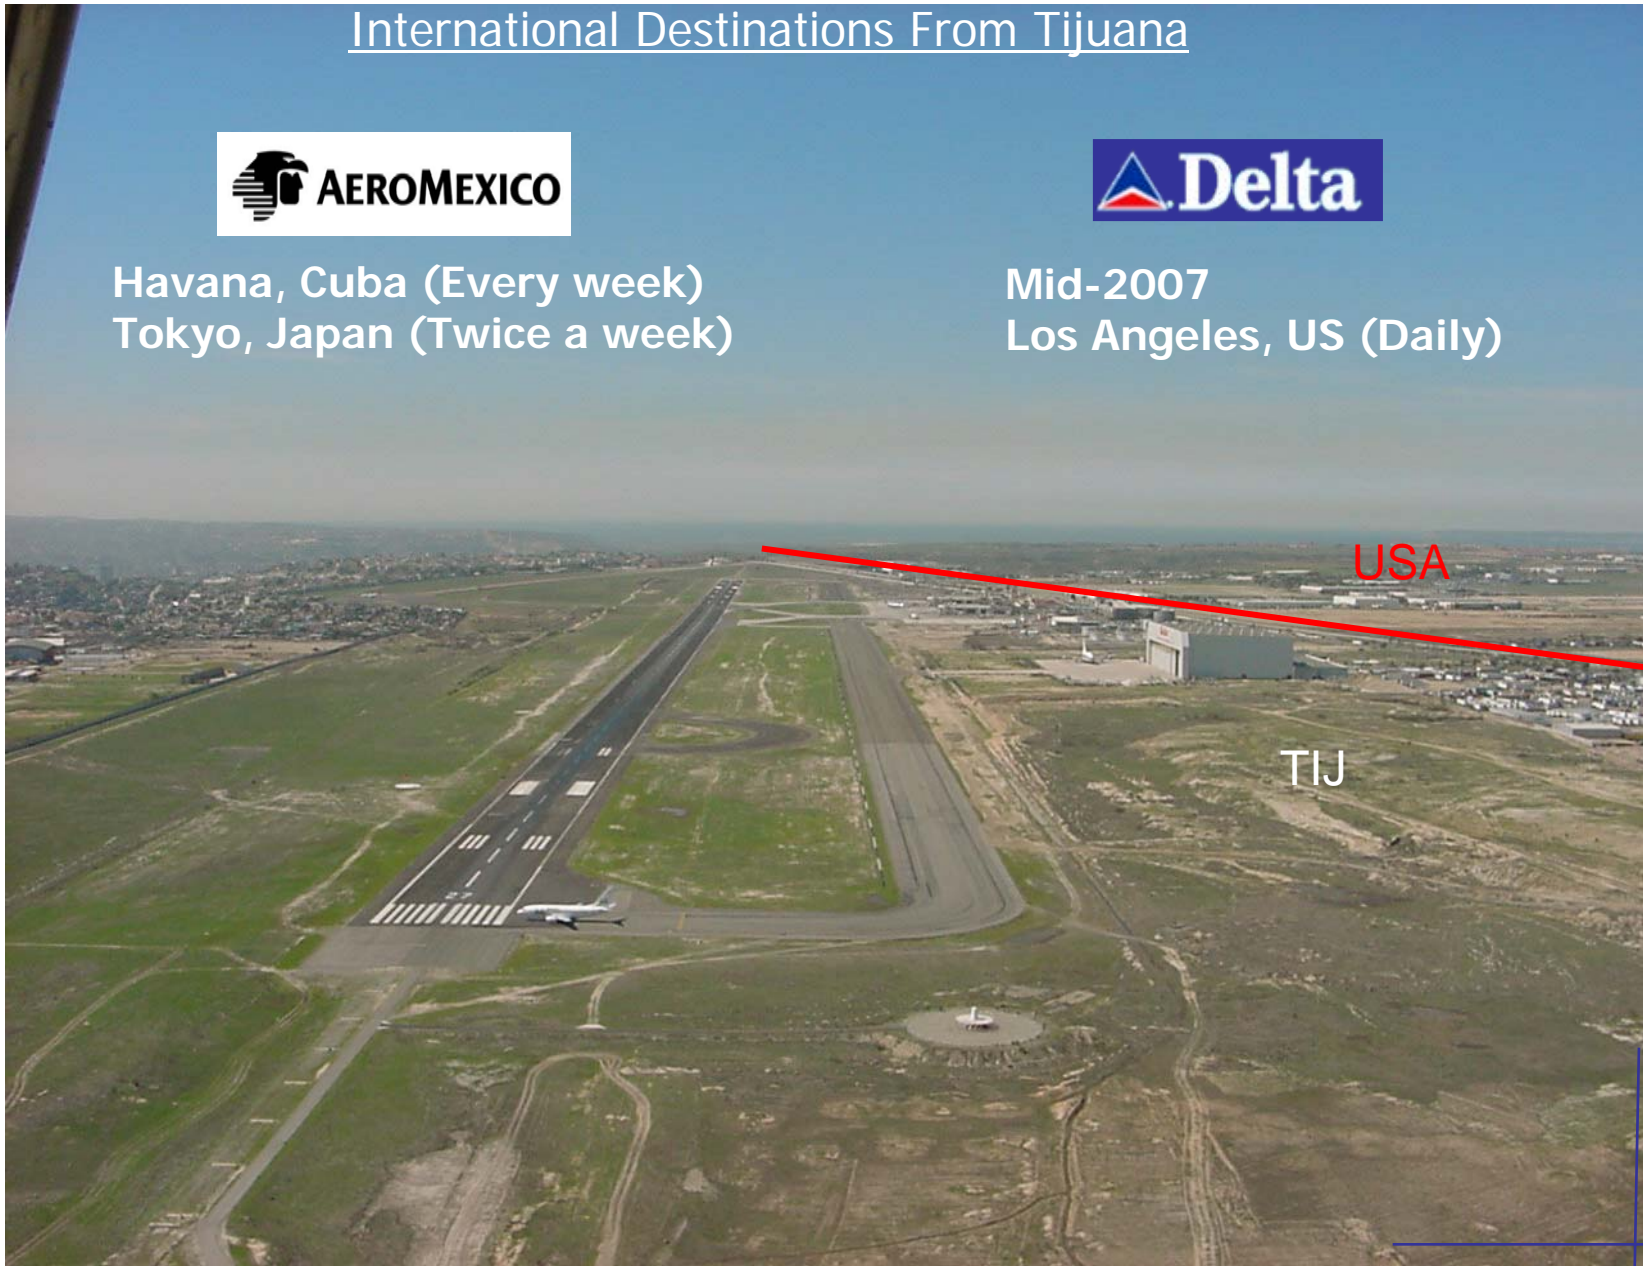 International Destinations From Tijuana
AEROMEXICO
Delta
Havana, Cuba (Every week)
Tokyo, Japan (Twice a week)
Mid-2007
Los Angeles, US (Daily)
USA
TIJ
27